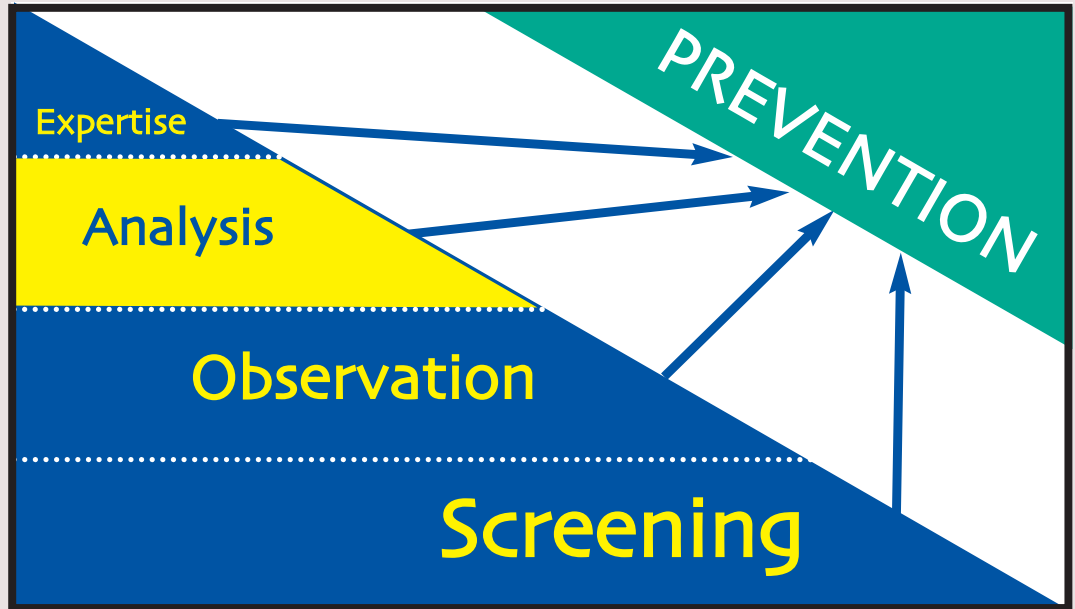 PREVENTION
Expertise
Analysis
Observation
Screening